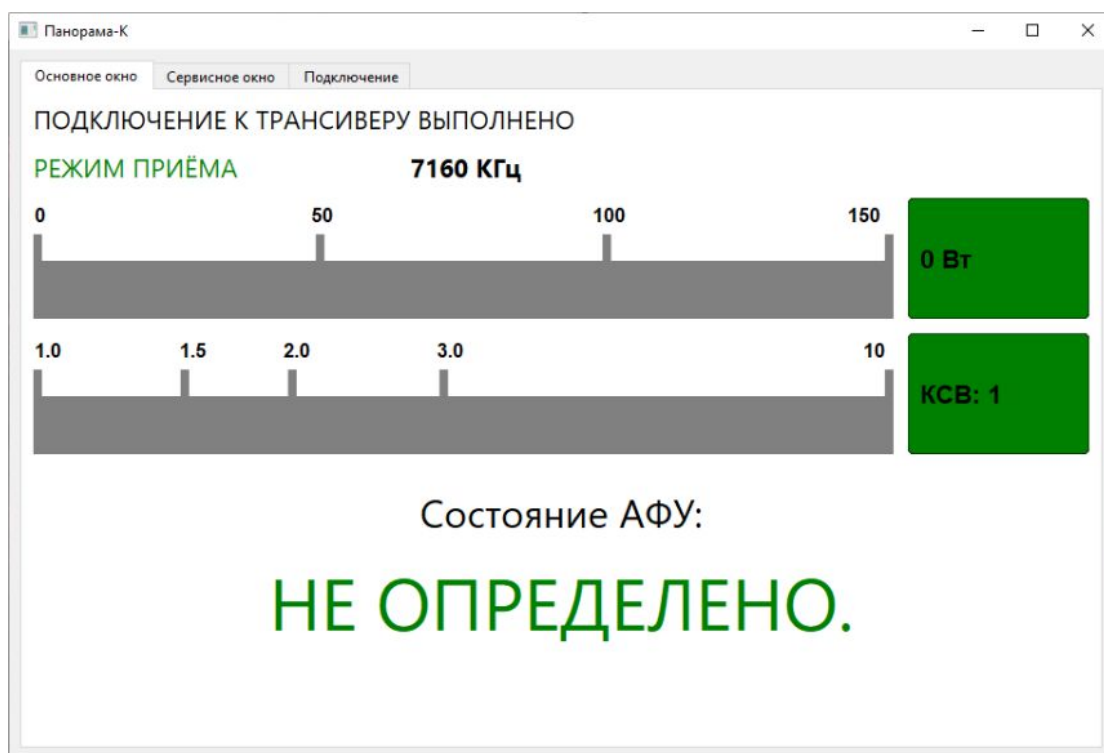 Панорама-К
Основное окно Сервисное окно Подключение
ПОДКЛЮЧЕНИЕ К ТРАНСИВЕРУ ВЫПОЛНЕНО
РЕЖИМ ПРИЁМА 7160 КГц
0 50 100 150
0 Вт
1.0 1.5 2.0 3.0 10
КСВ: 1
Состояние АФУ:
НЕ ОПРЕДЕЛЕНО.